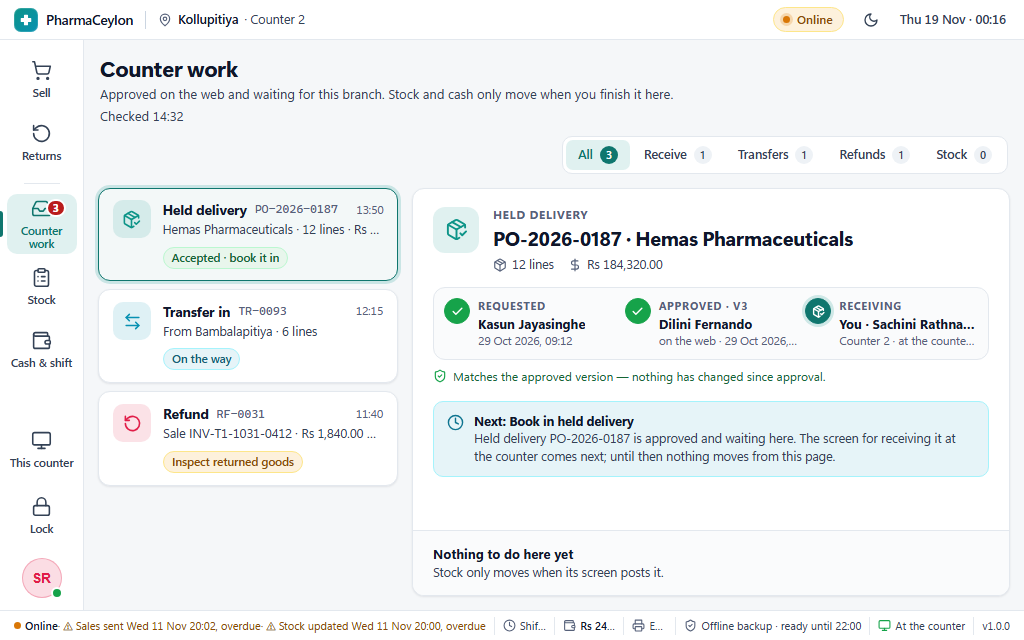 PharmaCeylon
Kollupitiya · Counter 2
Online
Thu 19 Nov · 00:16
Sell
Returns
3
Counter work
Stock
Cash & shift
This counter
Lock
SR
Counter work
Approved on the web and waiting for this branch. Stock and cash only move when you finish it here.
Checked 14:32
All 3
Receive 1
Transfers 1
Refunds 1
Stock 0
Held delivery PO-2026-0187 13:50
Hemas Pharmaceuticals · 12 lines · Rs ...
Accepted · book it in
Transfer in TR-0093 12:15
From Bambalapitiya · 6 lines
On the way
Refund RF-0031 11:40
Sale INV-T1-1031-0412 · Rs 1,840.00 ...
Inspect returned goods
HELD DELIVERY
PO-2026-0187 · Hemas Pharmaceuticals
12 lines $ Rs 184,320.00
REQUESTED
Kasun Jayasinghe
29 Oct 2026, 09:12
APPROVED · V3
Dilini Fernando
on the web · 29 Oct 2026,...
RECEIVING
You · Sachini Rathna...
Counter 2 · at the counte...
Matches the approved version — nothing has changed since approval.
Next: Book in held delivery
Held delivery PO-2026-0187 is approved and waiting here. The screen for receiving it at
the counter comes next; until then nothing moves from this page.
Nothing to do here yet
Stock only moves when its screen posts it.
Online · Sales sent Wed 11 Nov 20:02, overdue · Stock updated Wed 11 Nov 20:00, overdue
Shif...
Rs 24...
E...
Offline backup · ready until 22:00
At the counter
v1.0.0